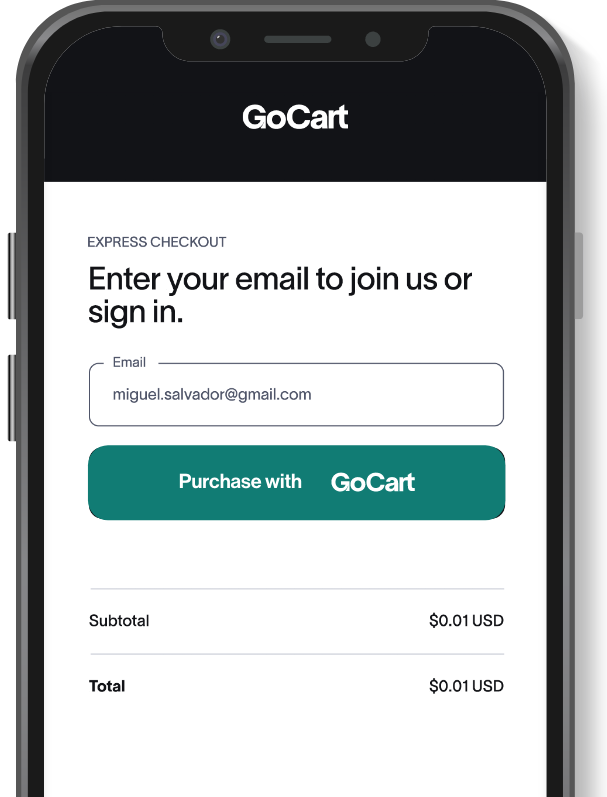 GoCart
EXPRESS CHECKOUT
Enter your email to join us or
sign in.
Email
miguel.salvador@gmail.com
Purchase with GoCart
Subtotal $0.01 USD
Total $0.01 USD